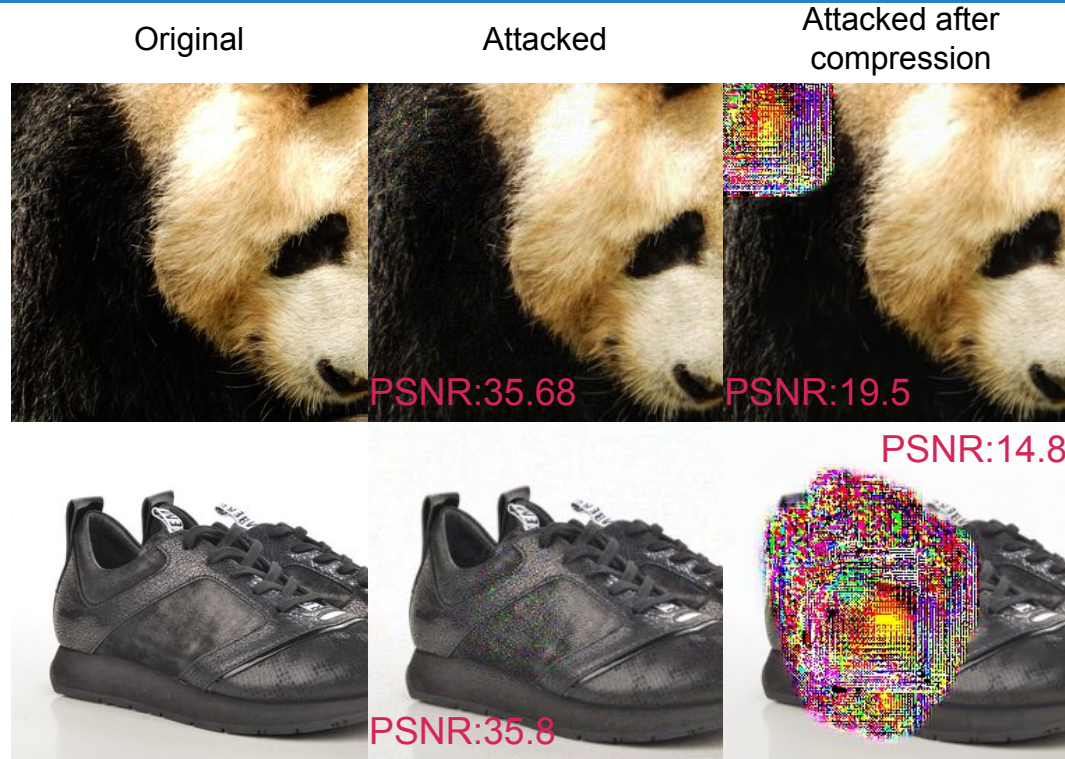 Original
Attacked
Attacked after
compression
PSNR:35.68
PSNR:19.5
PSNR:14.8
PSNR:35.8